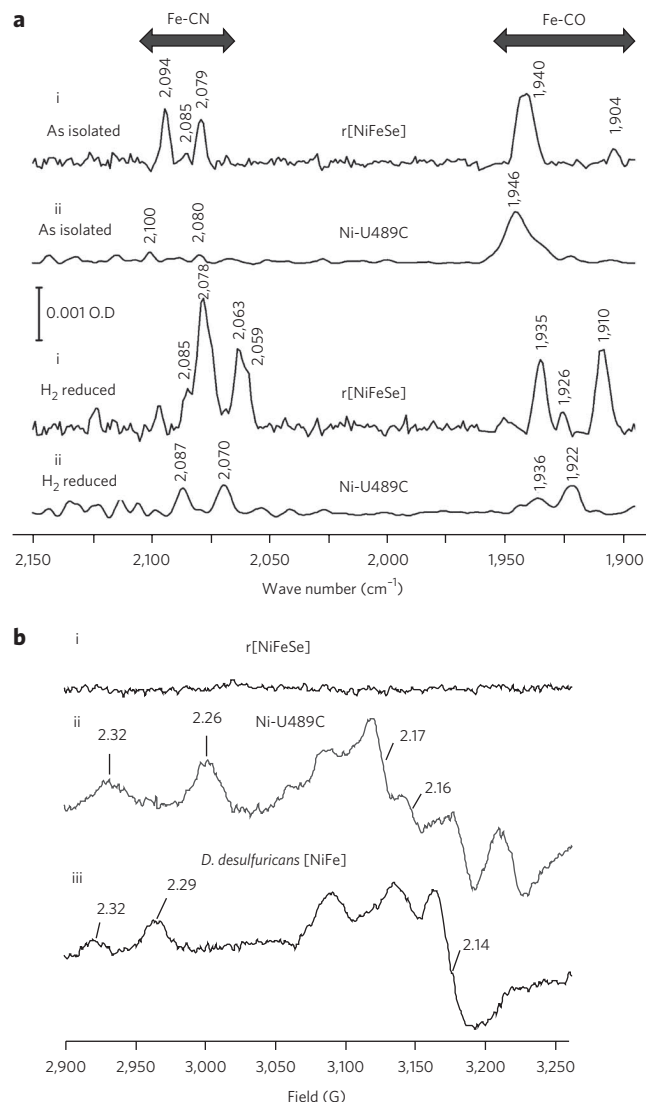 a
Fe-CN
Fe-CO
i
As isolated
2,094
2,085
2,079
r[NiFeSe]
1,940
1,904
ii
As isolated
2,100
2,080
Ni-U489C
1,946
0.001 O.D
i
H2 reduced
2,085
2,078
2,063
2,059
r[NiFeSe]
1,935
1,926
1,910
ii
H2 reduced
2,087
2,070
Ni-U489C
1,936
1,922
2,150 2,100 2,050 2,000 1,950 1,900
Wave number (cm−1)
b
i
r[NiFeSe]
ii
Ni-U489C
2.32
2.26
2.17
2.16
iii
D. desulfuricans [NiFe]
2.32
2.29
2.14
2,900 2,950 3,000 3,050 3,100 3,150 3,200 3,250
Field (G)